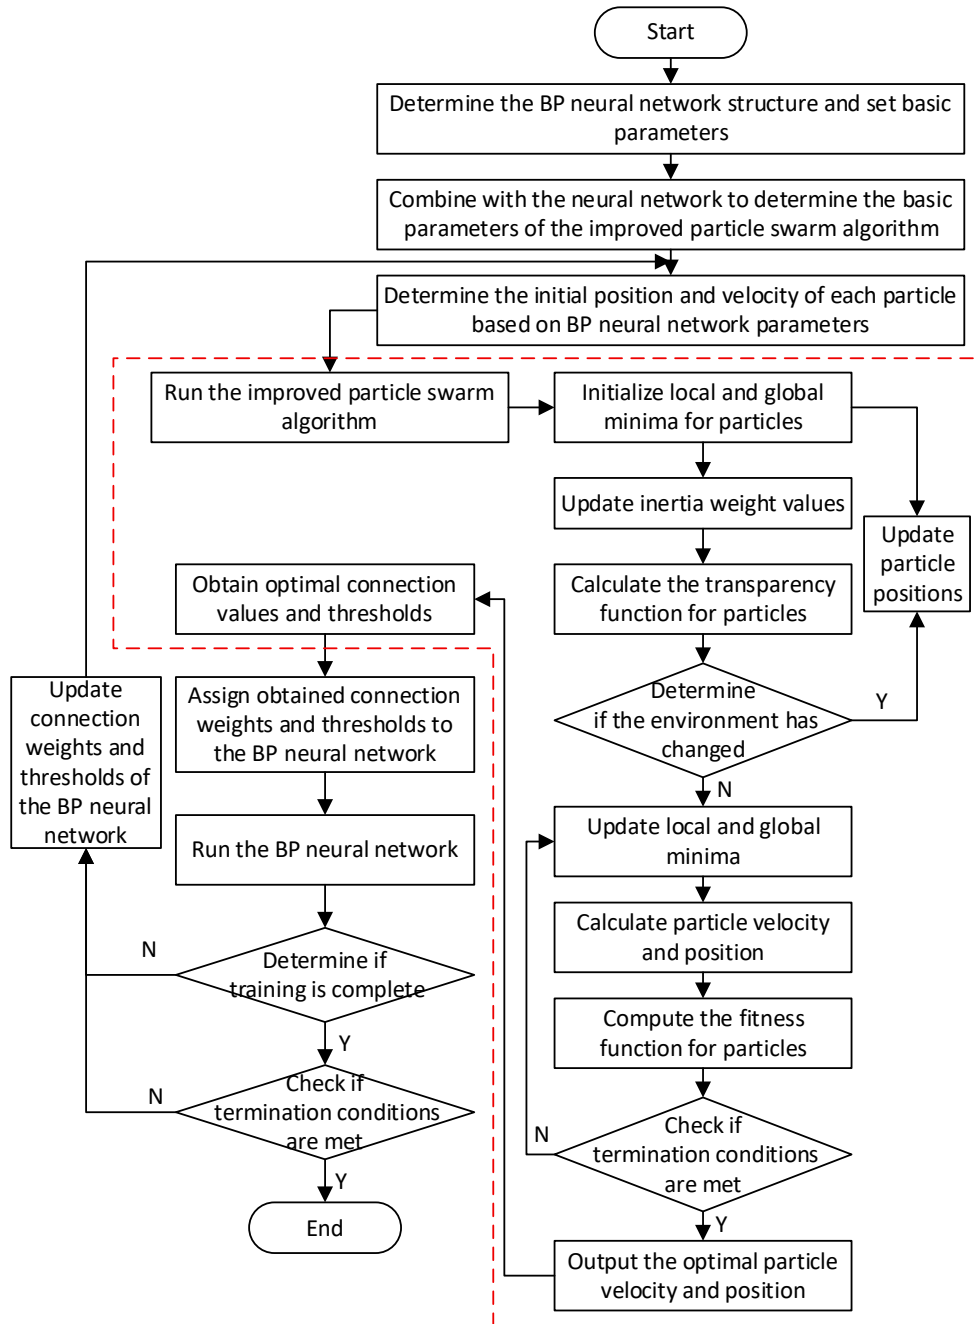 Start
Determine the BP neural network structure and set basic
parameters
Combine with the neural network to determine the basic
parameters of the improved particle swarm algorithm
Determine the initial position and velocity of each particle
based on BP neural network parameters
Run the improved particle swarm
algorithm
Initialize local and global
minima for particles
Update inertia weight values
Update
particle
positions
Calculate the transparency
function for particles
Obtain optimal connection
values and thresholds
Determine
if the environment has
changed
Y
N
Update
connection
weights and
thresholds of
the BP neural
network
Assign obtained connection
weights and thresholds to
the BP neural network
Run the BP neural network
Update local and global
minima
Calculate particle velocity
and position
Determine if
training is complete
N
Y
Compute the fitness
function for particles
Check if
termination conditions
are met
N
Y
End
Check if
termination conditions
are met
N
Y
Output the optimal particle
velocity and position